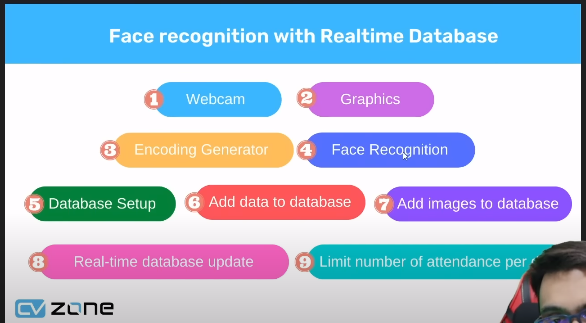 Face recognition with Realtime Database
1 Webcam
2 Graphics
3 Encoding Generator
4 Face Recognition
5 Database Setup
6 Add data to database
7 Add images to database
8 Real-time database update
9 Limit number of attendance per
CVZONE